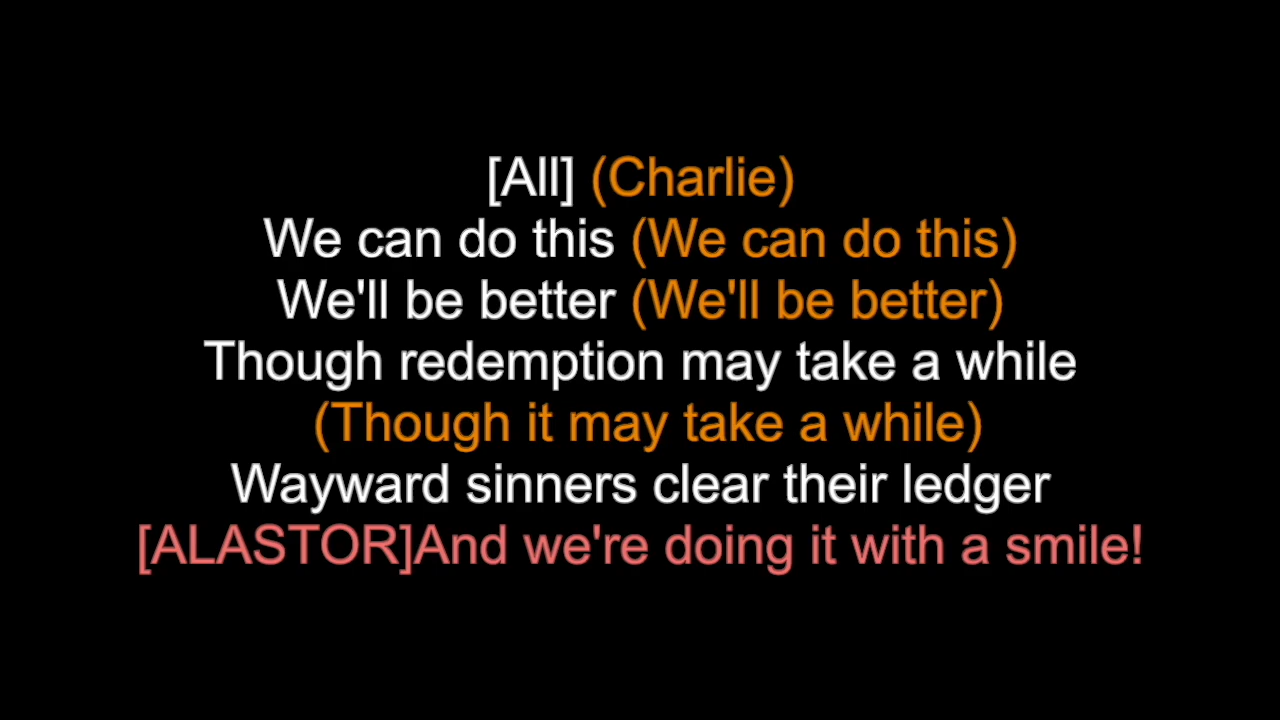 [All] (Charlie)
We can do this (We can do this)
We'll be better (We'll be better)
Though redemption may take a while
(Though it may take a while)
Wayward sinners clear their ledger
[ALASTOR]And we're doing it with a smile!